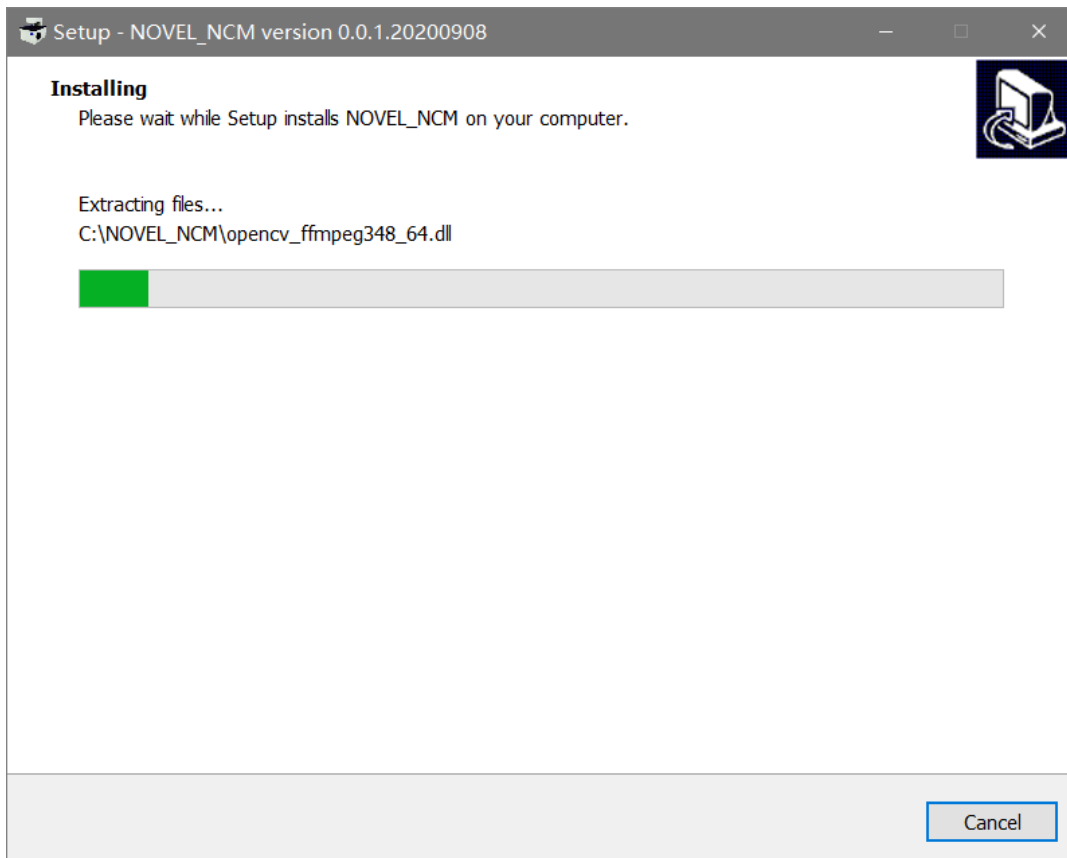 Setup - NOVEL_NCM version 0.0.1.20200908
Installing
Please wait while Setup installs NOVEL_NCM on your computer.
Extracting files...
C:\NOVEL_NCM\opencv_ffmpeg348_64.dll
Cancel